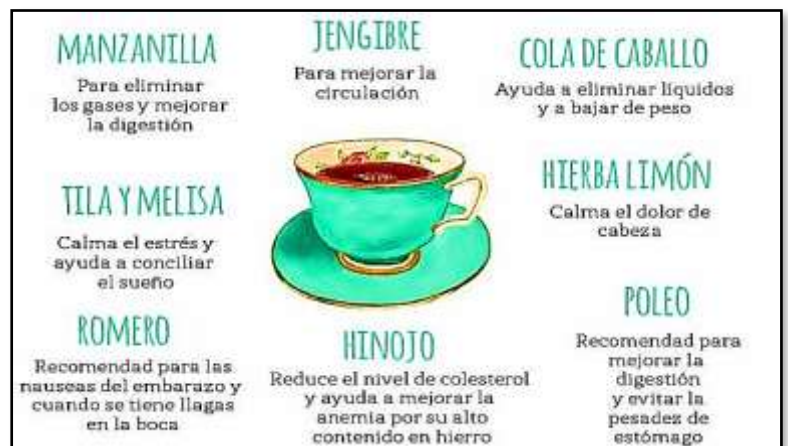 MANZANILLA
Para eliminar
los gases y mejorar
la digestión
JENGIBRE
Para mejorar la
circulación
COLA DE CABALLO
Ayuda a eliminar líquidos
y a bajar de peso
TILA Y MELISA
Calma el estrés y
ayuda a conciliar
el sueño
HIERBA LIMÓN
Calma el dolor de
cabeza
ROMERO
Recomendad para las
nauseas del embarazo y
cuando se tiene llagas
en la boca
HINOJO
Reduce el nivel de colesterol
y ayuda a mejorar la
anemia por su alto
contenido en hierro
POLEO
Recomendad para
mejorar la
digestión
y evitar la
pesadez de
estómago